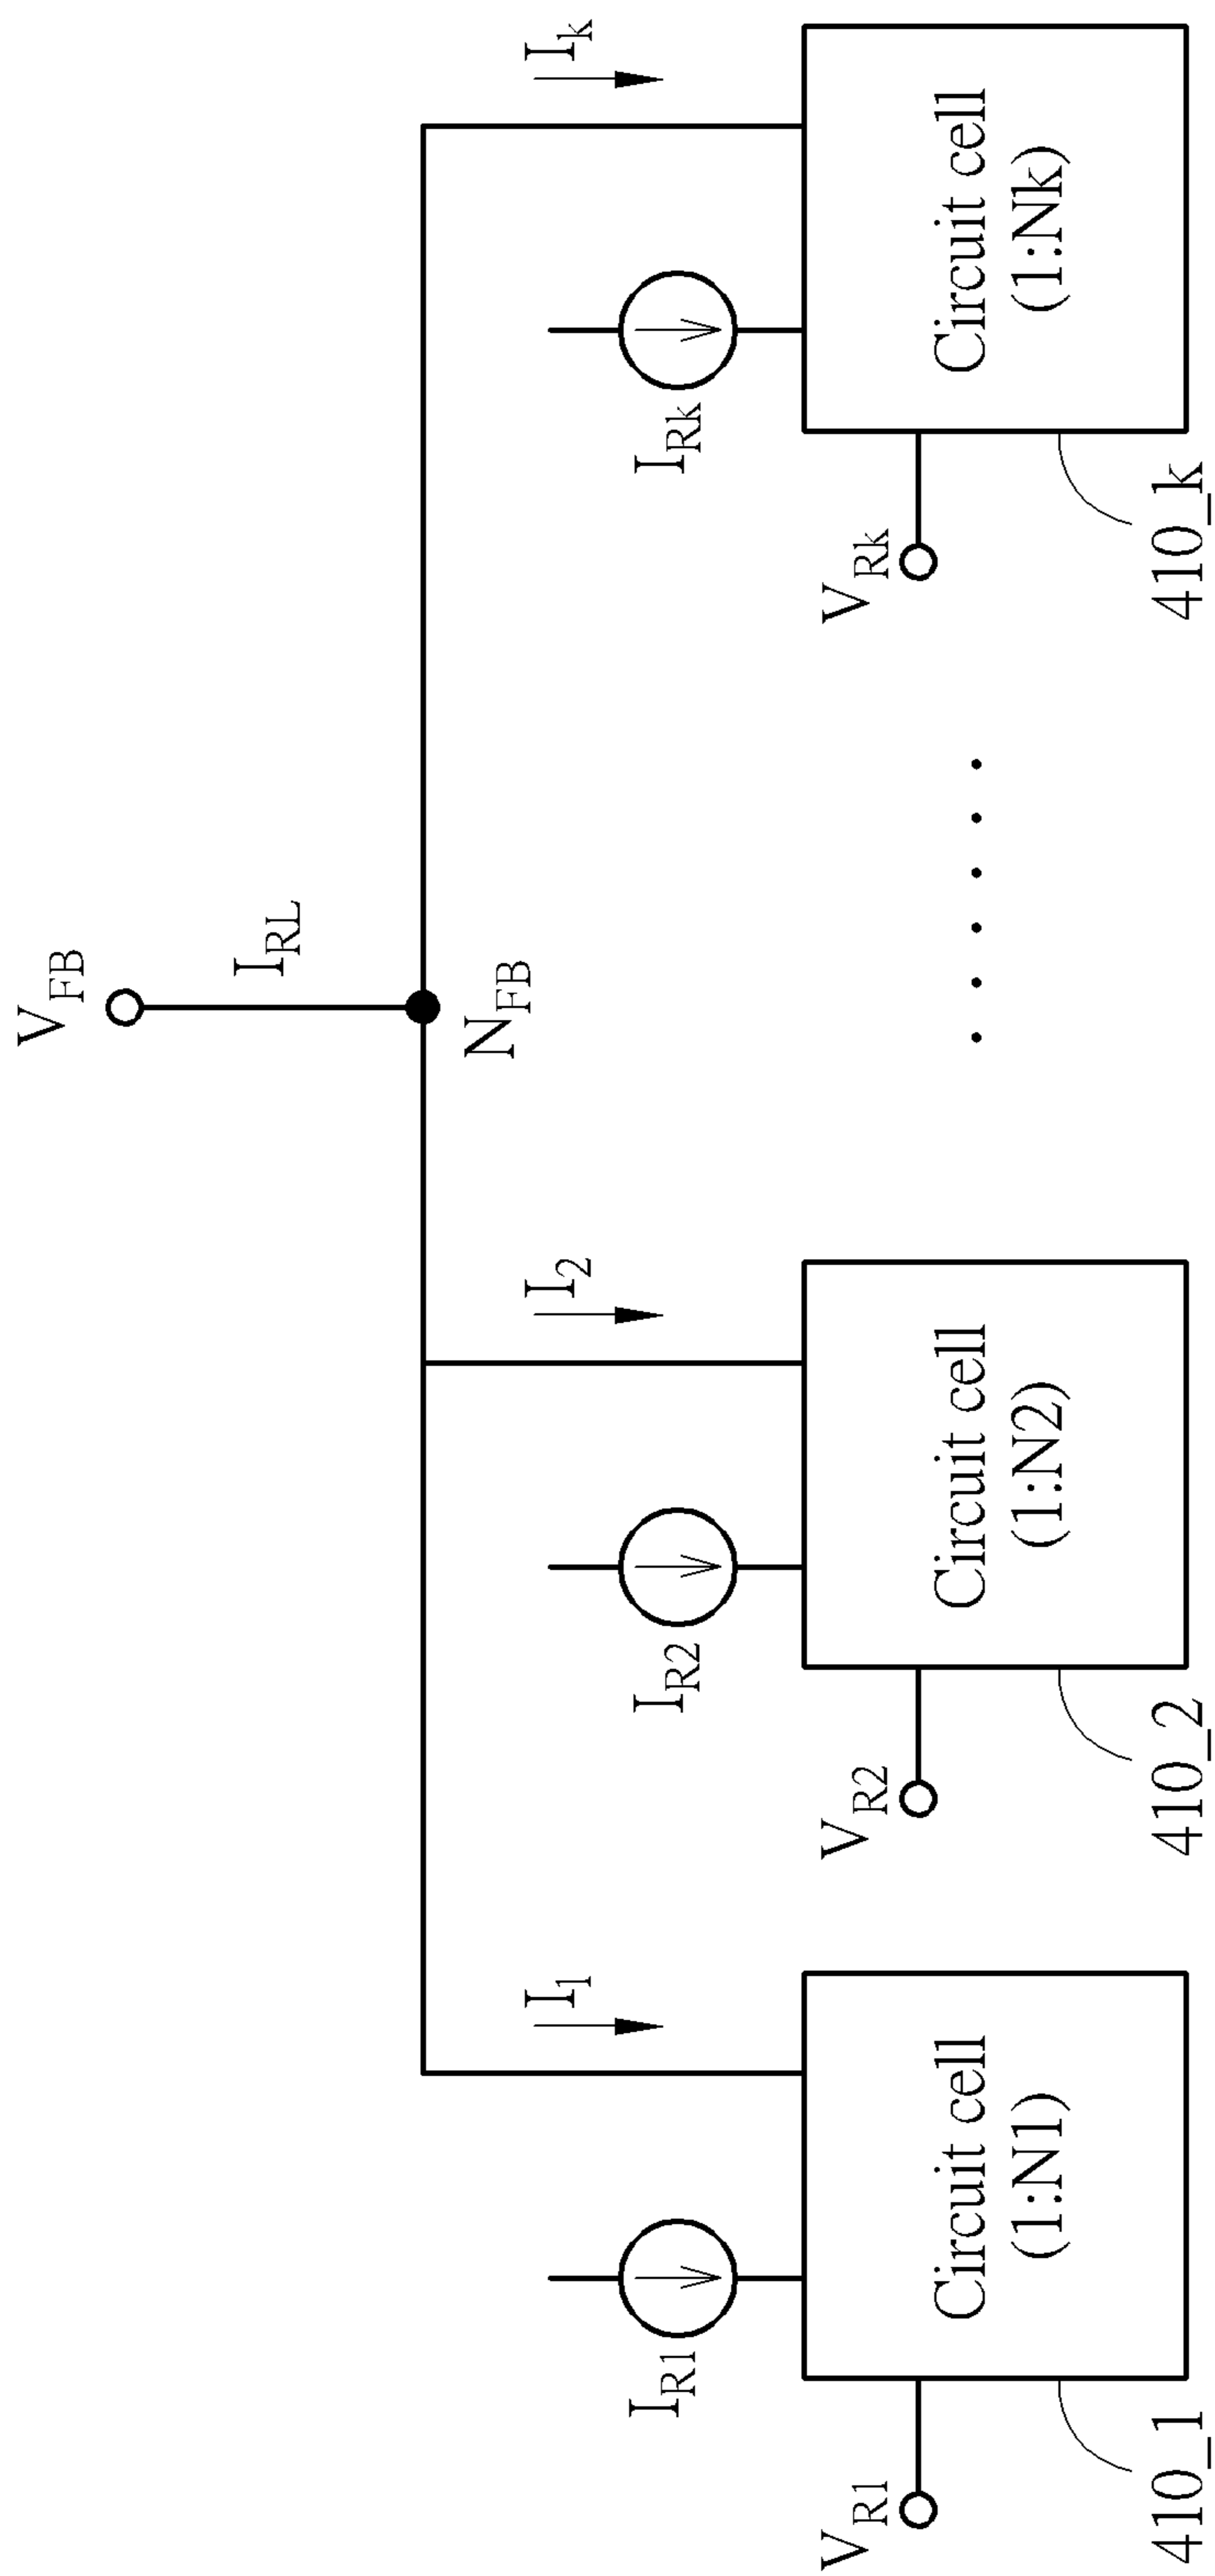 V_FB
I_RL
N_FB
I_1
I_2
I_k
I_R1
I_R2
I_Rk
V_R1
Circuit cell
(1:N1)
V_R2
Circuit cell
(1:N2)
......
V_Rk
Circuit cell
(1:Nk)
410_1
410_2
410_k